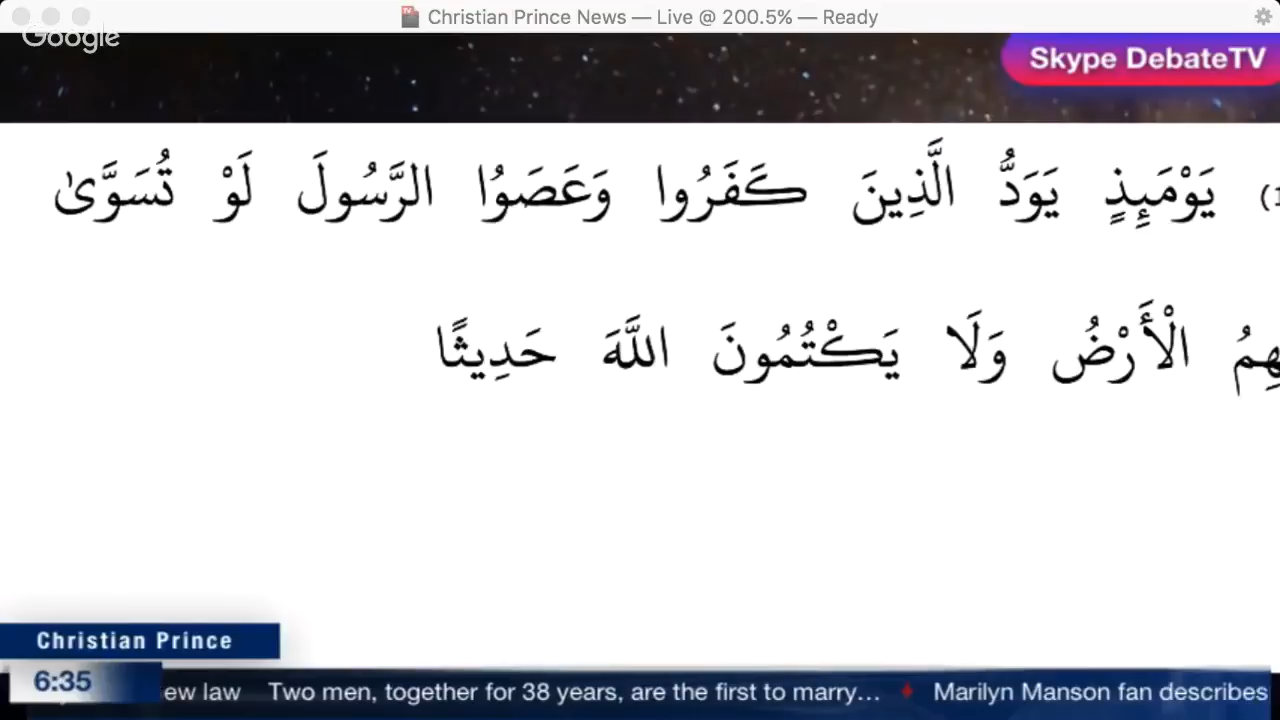 Christian Prince News — Live @ 200.5% — Ready
Google
Skype DebateTV
يَوْمَئِذٍ يَوَدُّ الَّذِينَ كَفَرُوا وَعَصَوُا الرَّسُولَ لَوْ تُسَوَّىٰ
هِمُ الْأَرْضُ وَلَا يَكْتُمُونَ اللَّهَ حَدِيثًا
Christian Prince
6:35
ew law Two men, together for 38 years, are the first to marry... ♦ Marilyn Manson fan describes